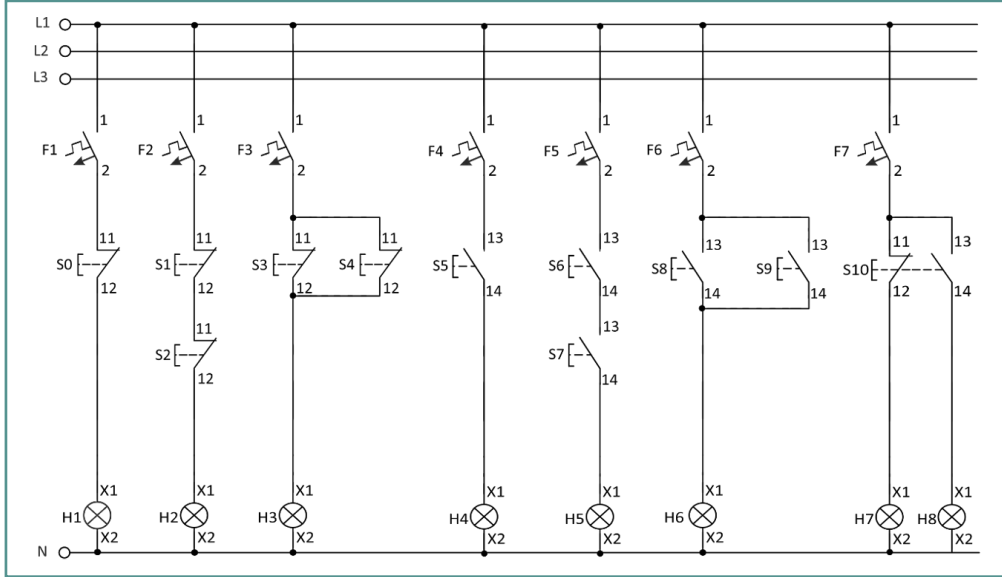 L1
L2
L3
1 1 1 1 1 1 1
F1 F2 F3 F4 F5 F6 F7
2 2 2 2 2 2 2
11 11 11 11 13 13 13 13 11 13
S0 S1 S3 S4 S5 S6 S8 S9 S10
12 12 12 12 14 14 14 14 12 14
11 13
S2 S7
12 14
X1 X1 X1 X1 X1 X1 X1 X1
H1 H2 H3 H4 H5 H6 H7 H8
X2 X2 X2 X2 X2 X2 X2 X2
N